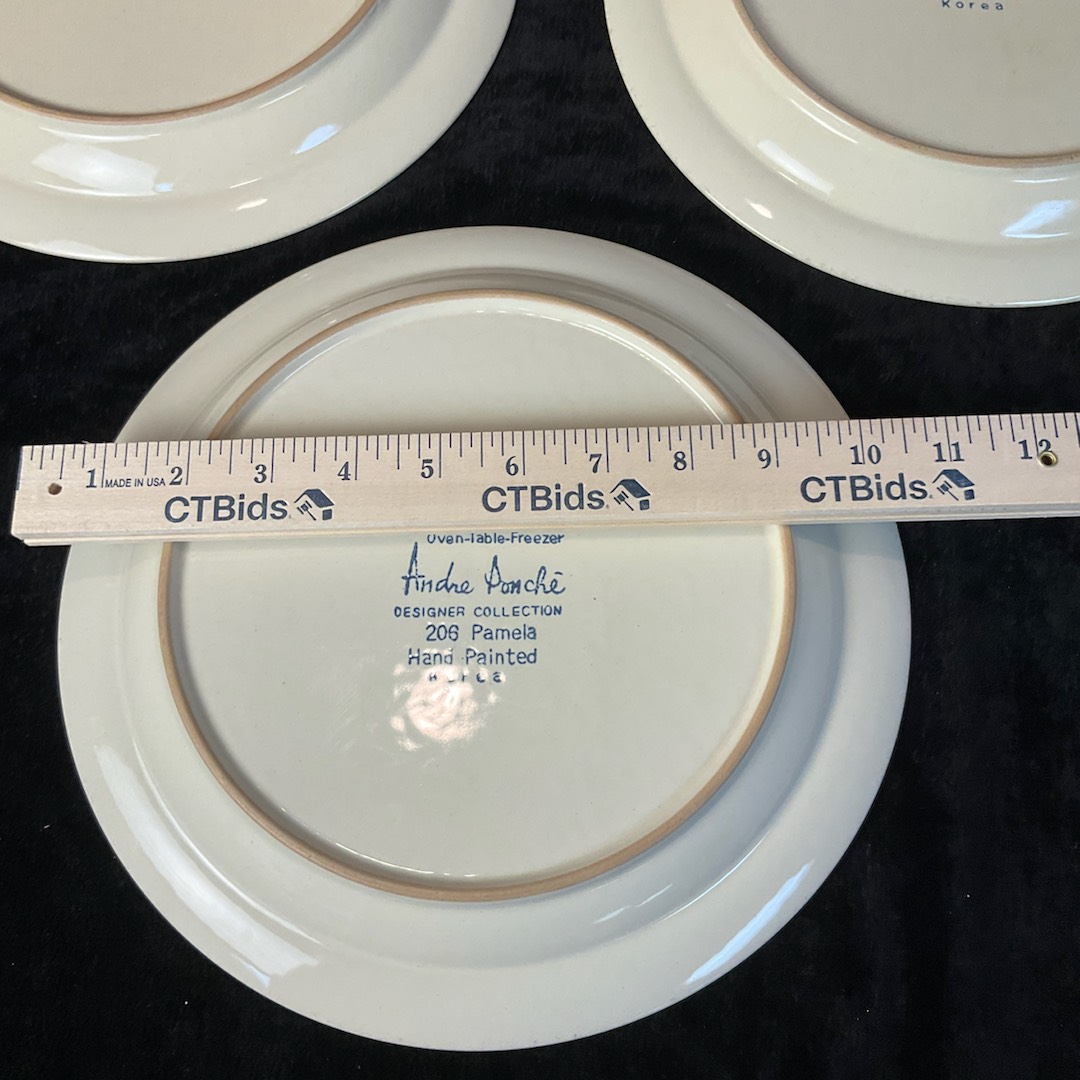 Korea
1 2 3 4 5 6 7 8 9 10 11 12
MADE IN USA
CTBids CTBids CTBids
Oven-Table-Freezer
Andre Ponché
DESIGNER COLLECTION
206 Pamela
Hand Painted
Korea